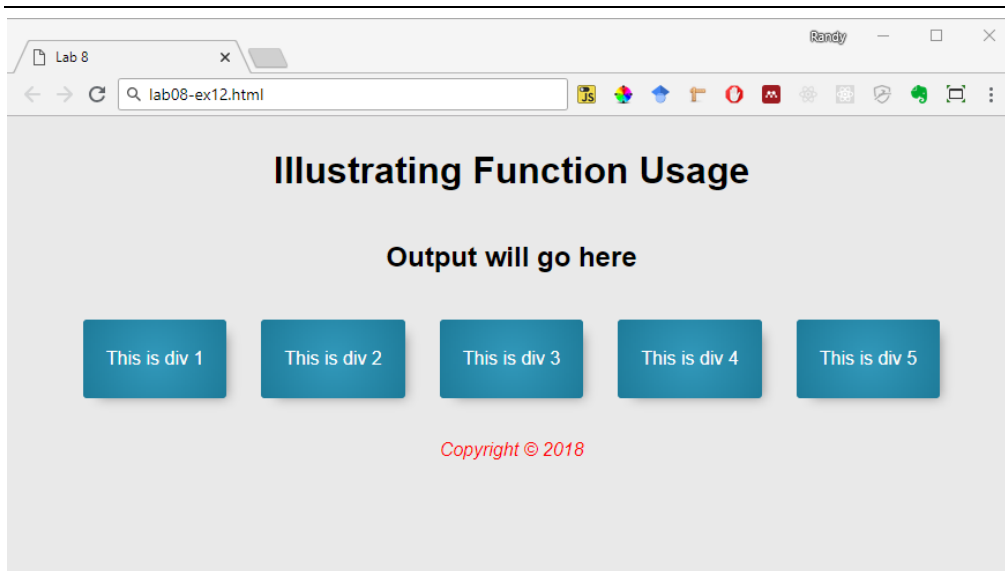 Randy
Lab 8
lab08-ex12.html
JS
Illustrating Function Usage
Output will go here
This is div 1
This is div 2
This is div 3
This is div 4
This is div 5
Copyright © 2018